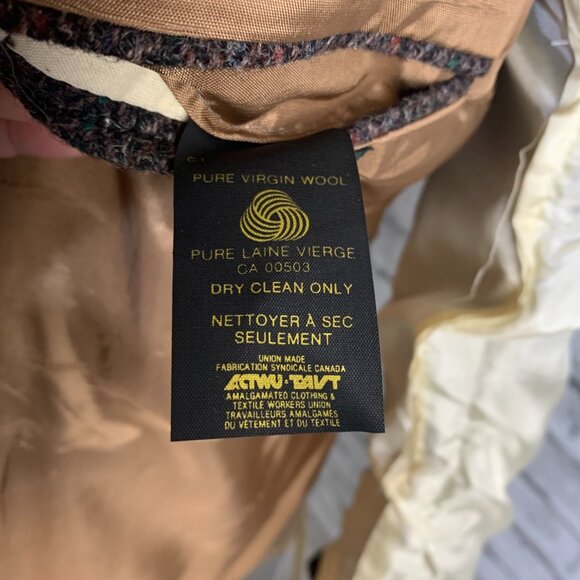 PURE VIRGIN WOOL
PURE LAINE VIERGE
CA 00503
DRY CLEAN ONLY
NETTOYER À SEC
SEULEMENT
UNION MADE
FABRICATION SYNDICALE CANADA
ACTWU·TAVT
AMALGAMATED CLOTHING &
TEXTILE WORKERS UNION
TRAVAILLEURS AMALGAMÉS
DU VÊTEMENT ET DU TEXTILE